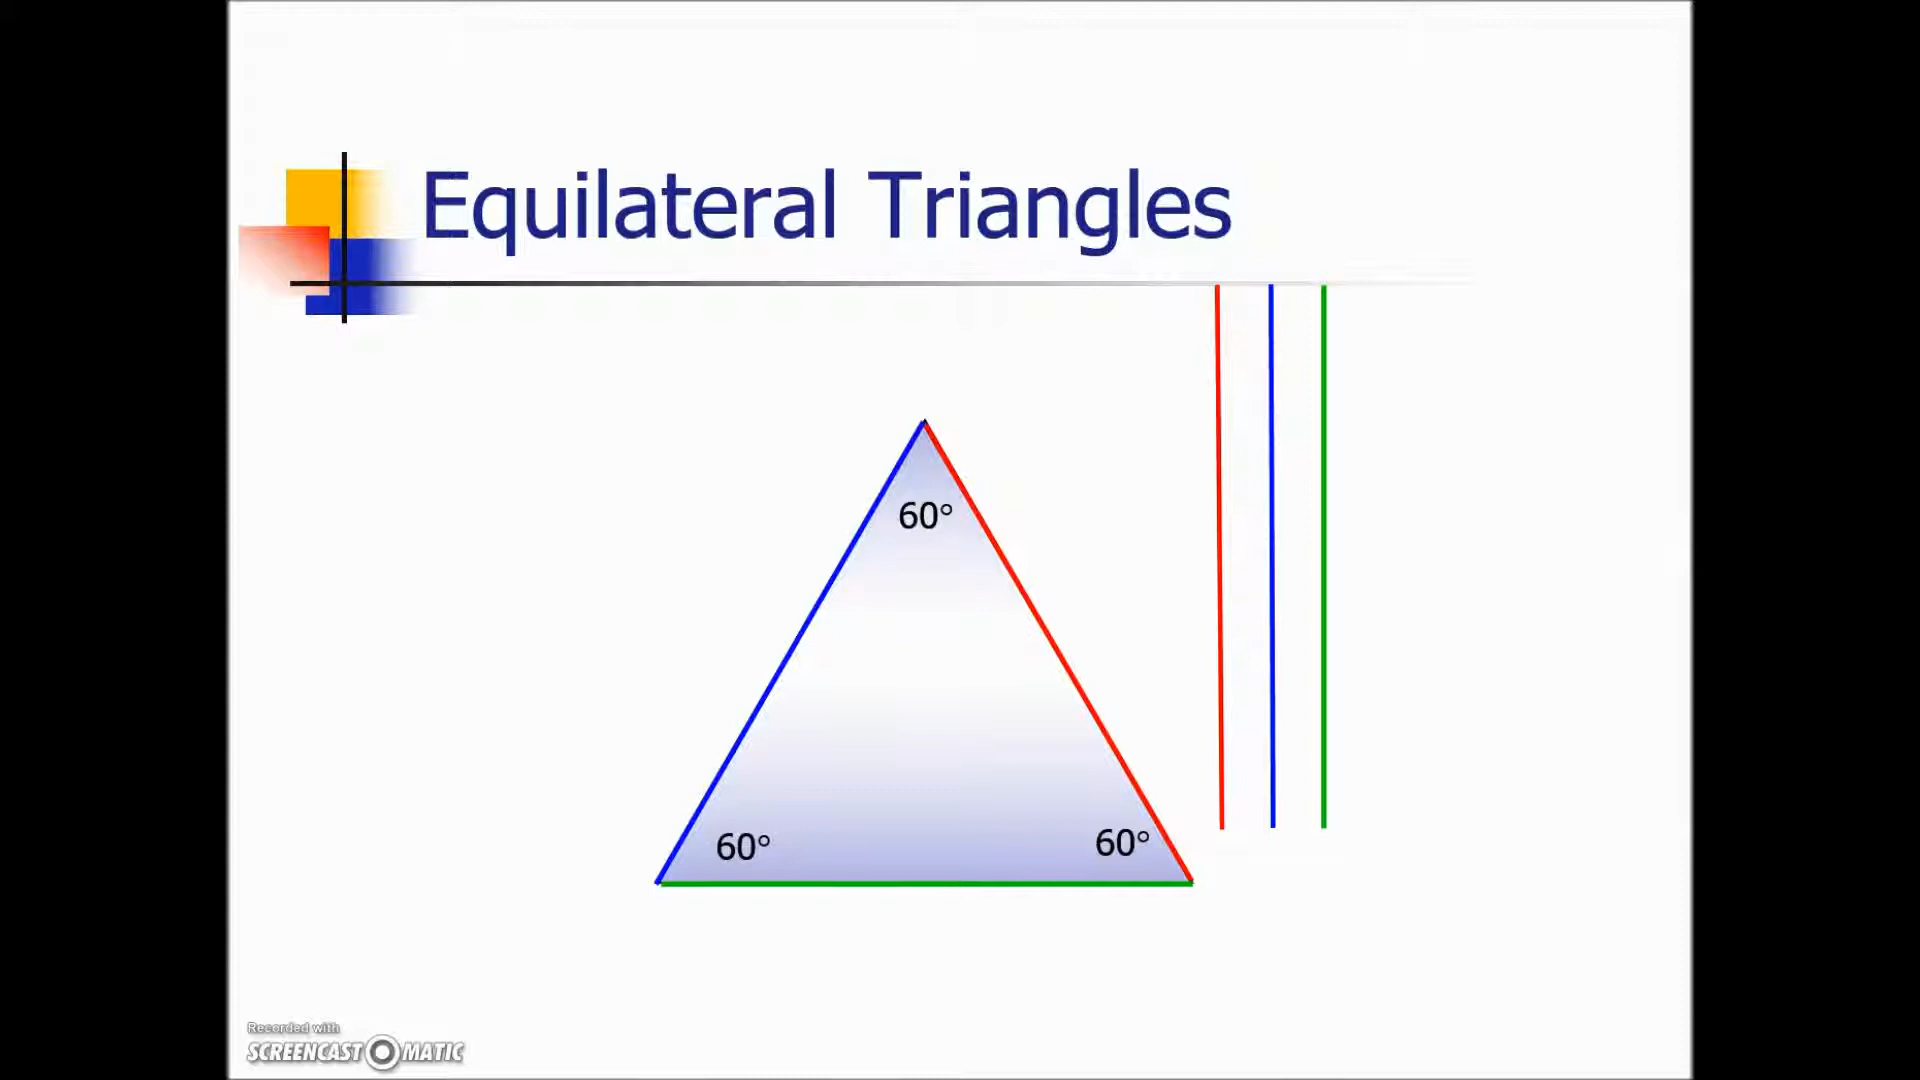 Equilateral Triangles
60°
60°
60°
Recorded with
SCREENCAST MATIC